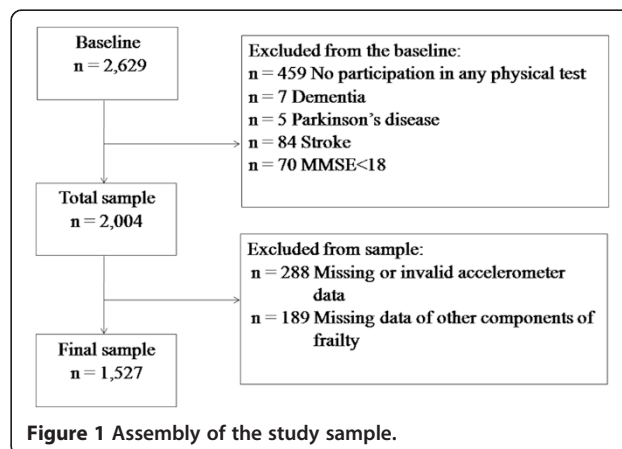 Baseline
n = 2,629
Excluded from the baseline:
n = 459 No participation in any physical test
n = 7 Dementia
n = 5 Parkinson's disease
n = 84 Stroke
n = 70 MMSE<18
Total sample
n = 2,004
Excluded from sample:
n = 288 Missing or invalid accelerometer
data
n = 189 Missing data of other components of
frailty
Final sample
n = 1,527
Figure 1 Assembly of the study sample.